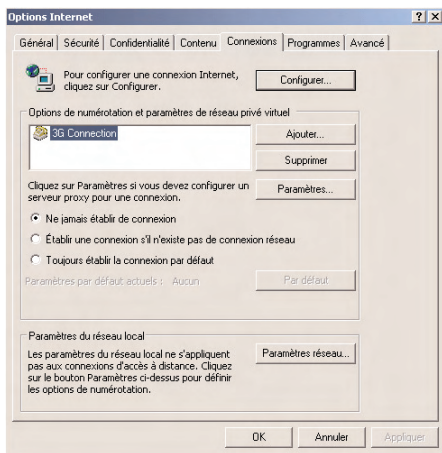 Options Internet
Général Sécurité Confidentialité Contenu Connexions Programmes Avancé
Pour configurer une connexion Internet,
cliquez sur Configurer.
Configurer...
Options de numérotation et paramètres de réseau privé virtuel
3G Connection
Ajouter...
Supprimer
Cliquez sur Paramètres si vous devez configurer un
serveur proxy pour une connexion.
Paramètres...
Ne jamais établir de connexion
Établir une connexion s'il n'existe pas de connexion réseau
Toujours établir la connexion par défaut
Paramètres par défaut actuels : Aucun
Par défaut
Paramètres du réseau local
Les paramètres du réseau local ne s'appliquent
pas aux connexions d'accès à distance. Cliquez
sur le bouton Paramètres ci-dessus pour définir
les options de numérotation.
Paramètres réseau...
OK Annuler Appliquer